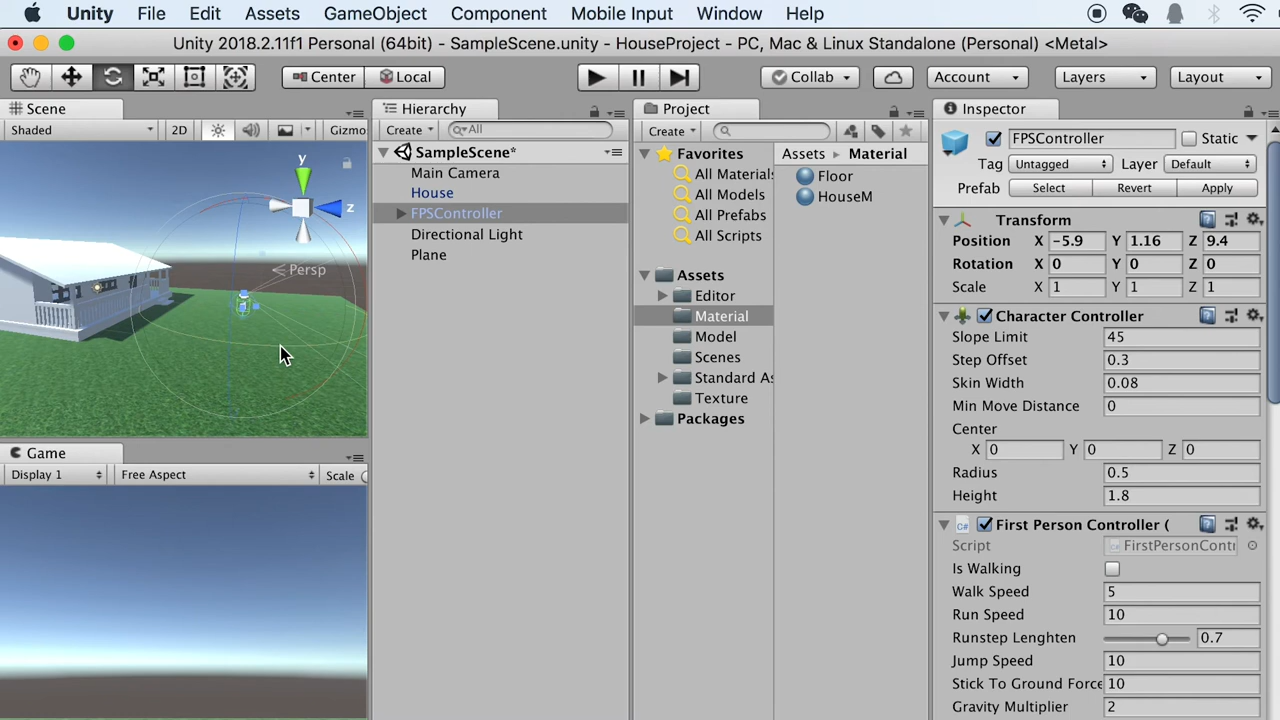 Unity File Edit Assets GameObject Component Mobile Input Window Help
Unity 2018.2.11f1 Personal (64bit) - SampleScene.unity - HouseProject - PC, Mac & Linux Standalone (Personal) <Metal>
Center Local Collab Account Layers Layout
Scene
Shaded 2D Gizmo
y
z
Persp
Game
Display 1 Free Aspect Scale
Hierarchy
Create All
SampleScene*
Main Camera
House
FPSController
Directional Light
Plane
Project
Create
Favorites
All Materials
All Models
All Prefabs
All Scripts
Assets
Editor
Material
Model
Scenes
Standard As
Texture
Packages
Assets Material
Floor
HouseM
Inspector
FPSController Static
Tag Untagged Layer Default
Prefab Select Revert Apply
Transform
Position X -5.9 Y 1.16 Z 9.4
Rotation X 0 Y 0 Z 0
Scale X 1 Y 1 Z 1
Character Controller
Slope Limit 45
Step Offset 0.3
Skin Width 0.08
Min Move Distance 0
Center
X 0 Y 0 Z 0
Radius 0.5
Height 1.8
C# First Person Controller (
Script FirstPersonContr
Is Walking
Walk Speed 5
Run Speed 10
Runstep Lenghten 0.7
Jump Speed 10
Stick To Ground Force 10
Gravity Multiplier 2